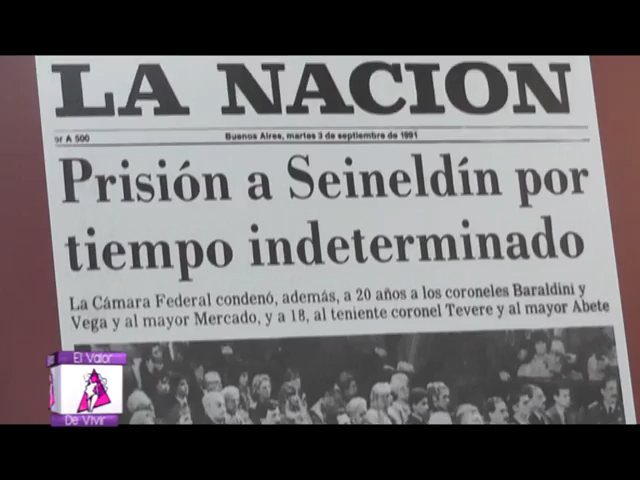 LA NACION
or A 500
Buenos Aires, martes 3 de septiembre de 1991
Prisión a Seineldín por
tiempo indeterminado
La Cámara Federal condenó, además, a 20 años a los coroneles Baraldini y
Vega y al mayor Mercado, y a 18, al teniente coronel Tevere y al mayor Abete
El Valor
De Vivir